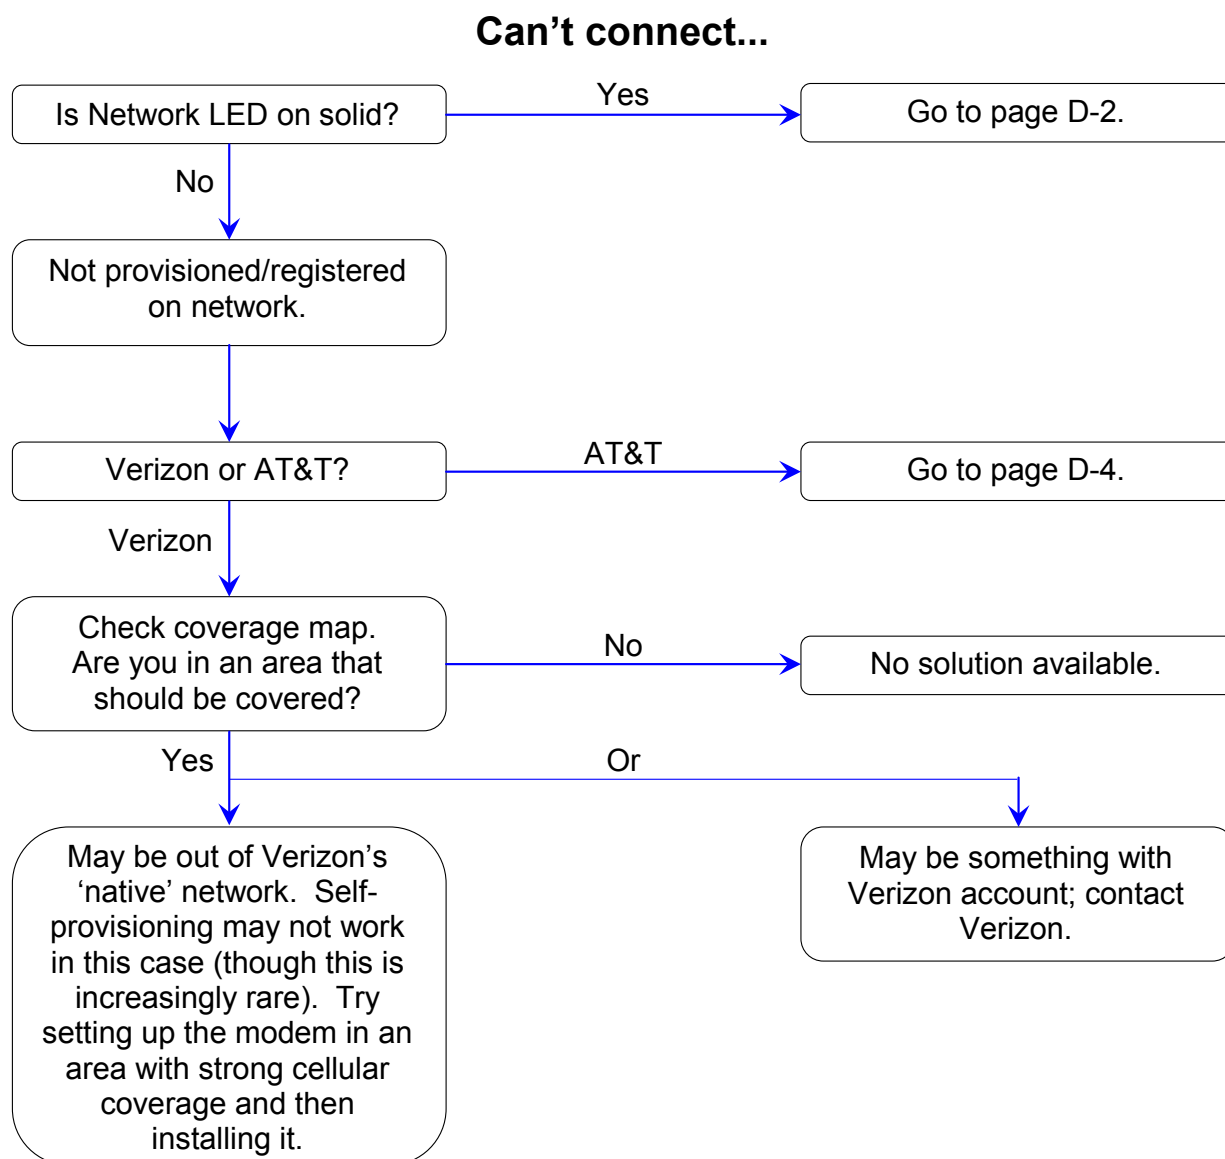 Can’t connect...
Is Network LED on solid?
Yes
Go to page D-2.
No
Not provisioned/registered
on network.
Verizon or AT&T?
AT&T
Go to page D-4.
Verizon
Check coverage map.
Are you in an area that
should be covered?
No
No solution available.
Yes
Or
May be out of Verizon’s
‘native’ network.  Self-
provisioning may not work
in this case (though this is
increasingly rare).  Try
setting up the modem in an
area with strong cellular
coverage and then
installing it.
May be something with
Verizon account; contact
Verizon.